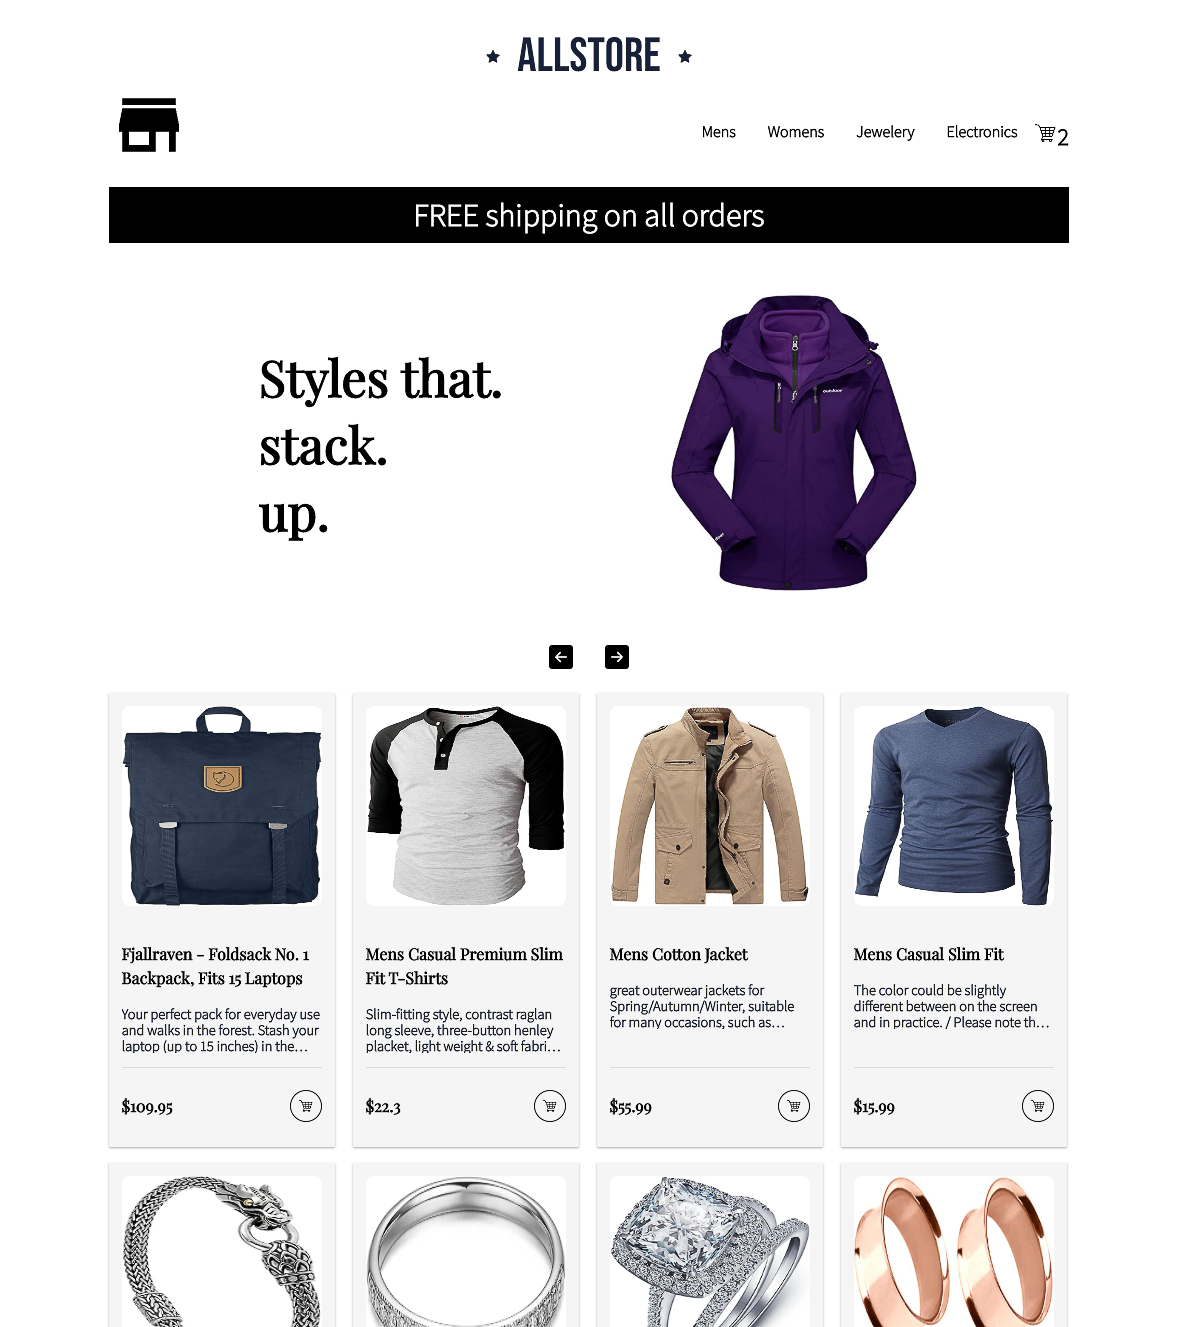 ALLSTORE
Mens Womens Jewelery Electronics 2
FREE shipping on all orders
Styles that.
stack.
up.
outdoor
Fjallraven - Foldsack No. 1
Backpack, Fits 15 Laptops
Your perfect pack for everyday use
and walks in the forest. Stash your
laptop (up to 15 inches) in the…
$109.95
Mens Casual Premium Slim
Fit T-Shirts
Slim-fitting style, contrast raglan
long sleeve, three-button henley
placket, light weight & soft fabri…
$22.3
Mens Cotton Jacket
great outerwear jackets for
Spring/Autumn/Winter, suitable
for many occasions, such as…
$55.99
Mens Casual Slim Fit
The color could be slightly
different between on the screen
and in practice. / Please note th…
$15.99